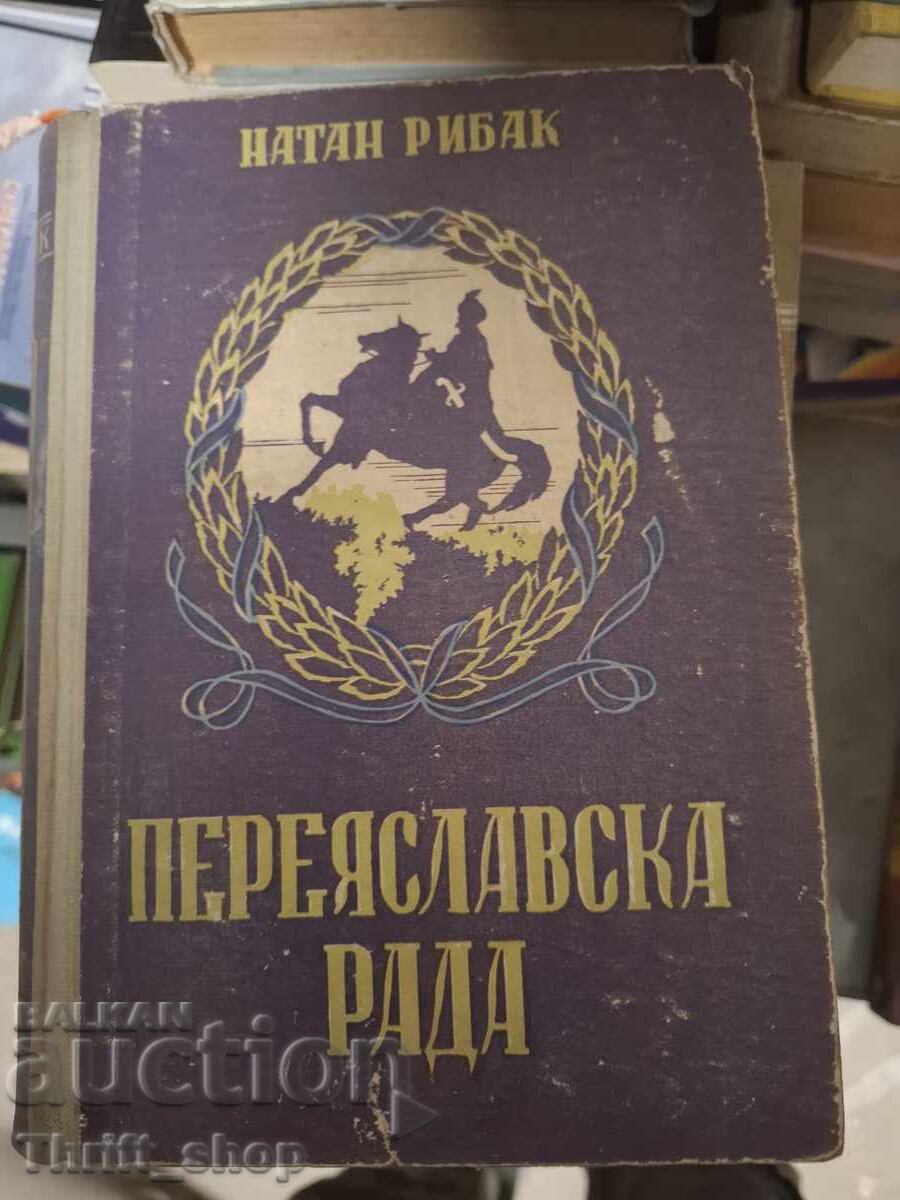 НАТАН РИБАК
К
ПЕРЕЯСЛАВСКА
РАДА
BALKAN
auction
Thrift_shop